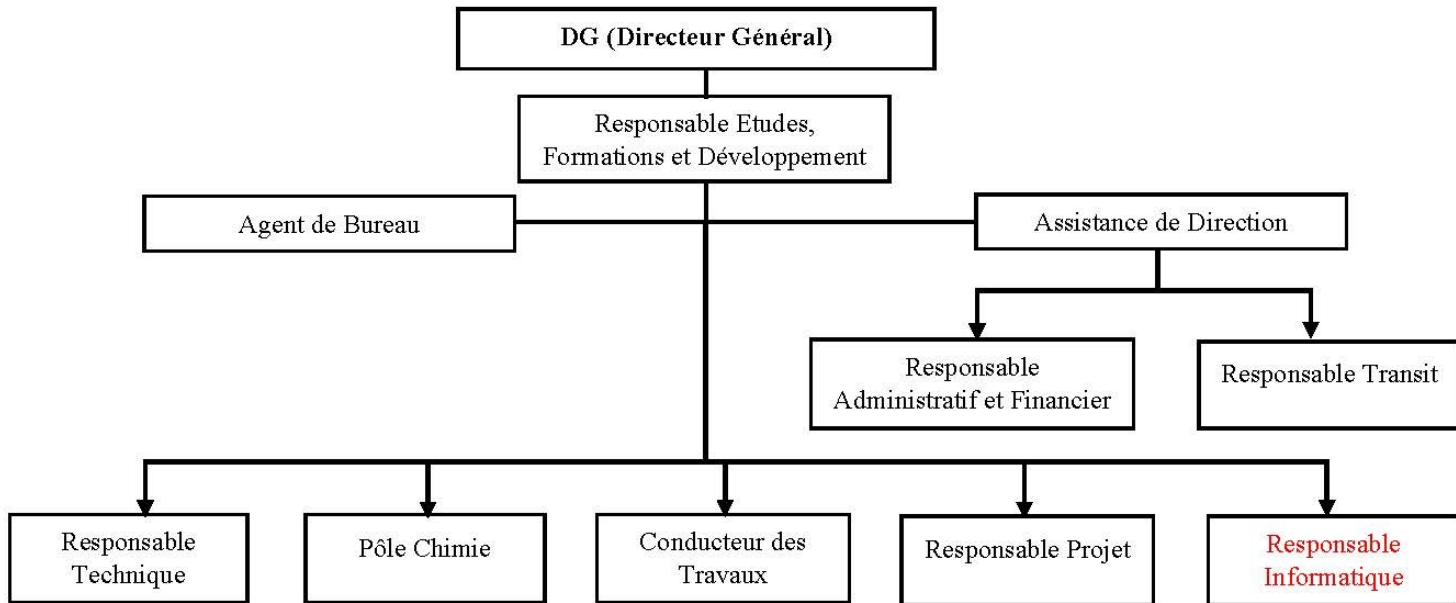 DG (Directeur Général)
Responsable Etudes,
Formations et Développement
Agent de Bureau
Assistance de Direction
Responsable
Administratif et Financier
Responsable Transit
Responsable
Technique
Pôle Chimie
Conducteur des
Travaux
Responsable Projet
Responsable
Informatique